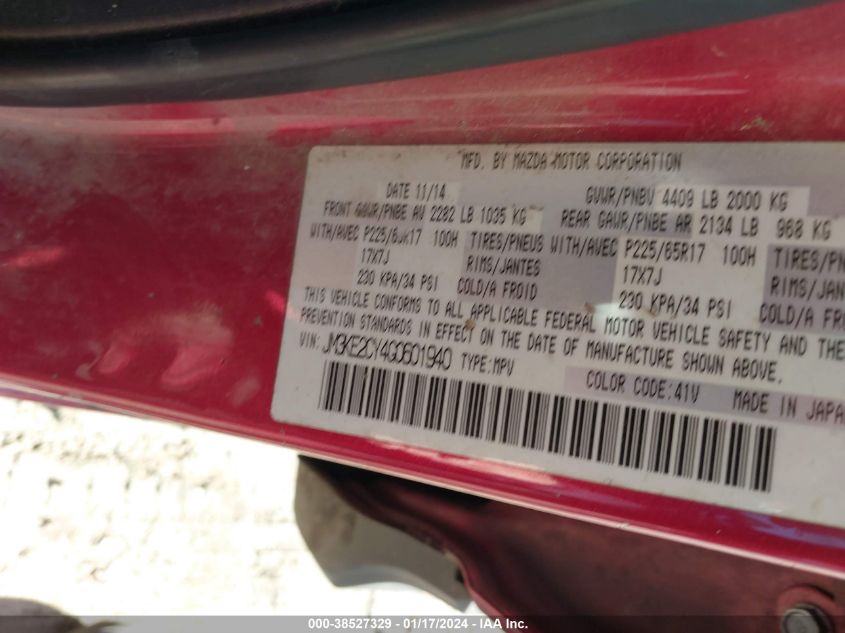 MFD. BY MAZDA MOTOR CORPORATION
DATE 11/14 GVWR/PNBV 4409 LB 2000 KG
FRONT GAWR/PNBE AV 2282 LB 1035 KG REAR GAWR/PNBE AR 2134 LB 968 KG
WITH/AVEC P225/65R17 100H TIRES/PNEUS WITH/AVEC P225/65R17 100H TIRES/PN
17X7J RIMS/JANTES 17X7J RIMS/JAN
230 KPA/34 PSI COLD/A FROID 230 KPA/34 PSI COLD/A FRO
THIS VEHICLE CONFORMS TO ALL APPLICABLE FEDERAL MOTOR VEHICLE SAFETY AND THE
PREVENTION STANDARDS IN EFFECT ON THE DATE OF MANUFACTURE SHOWN ABOVE.
VIN: JM3KE2CY4G0601940 TYPE:MPV
COLOR CODE:41V MADE IN JAPA
000-38527329 - 01/17/2024 - IAA Inc.